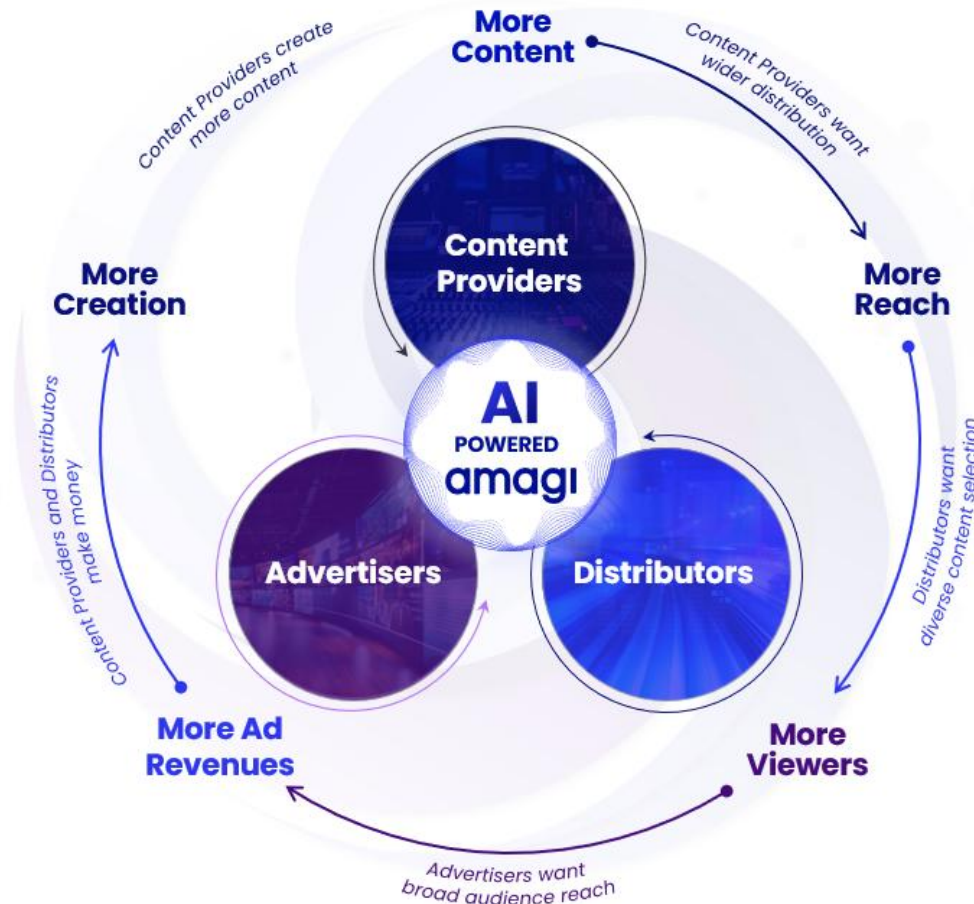 More
Content
Content Providers want
wider distribution
More
Reach
Distributors want
diverse content selection
More
Viewers
Advertisers want
broad audience reach
More Ad
Revenues
Content Providers and Distributors
make money
More
Creation
Content Providers create
more content
Content
Providers
AI
POWERED
amagi
Advertisers
Distributors